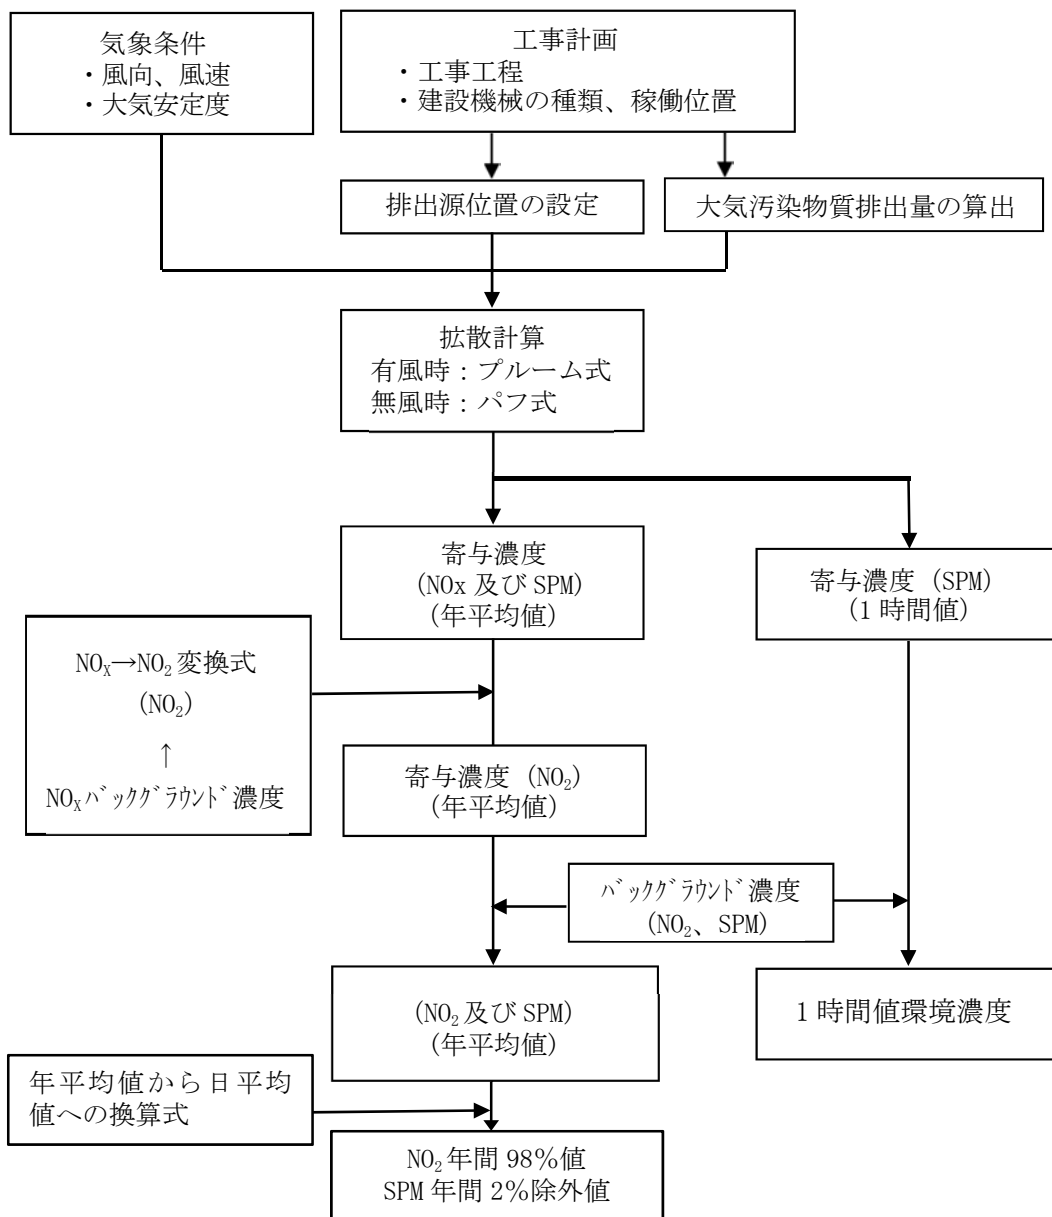 気象条件
・風向、風速
・大気安定度
工事計画
・工事工程
・建設機械の種類、稼働位置
排出源位置の設定
大気汚染物質排出量の算出
拡散計算
有風時：プルーム式
無風時：パフ式
寄与濃度
(NOx 及び SPM)
(年平均値)
寄与濃度 (SPM)
(1 時間値)
NOX→NO2 変換式
(NO2)
↑
NOXﾊﾞｯｸｸﾞﾗｳﾝﾄﾞ濃度
寄与濃度 (NO2)
(年平均値)
ﾊﾞｯｸｸﾞﾗｳﾝﾄﾞ濃度
(NO2、SPM)
(NO2 及び SPM)
(年平均値)
1 時間値環境濃度
年平均値から日平均
値への換算式
NO2 年間 98%値
SPM 年間 2%除外値